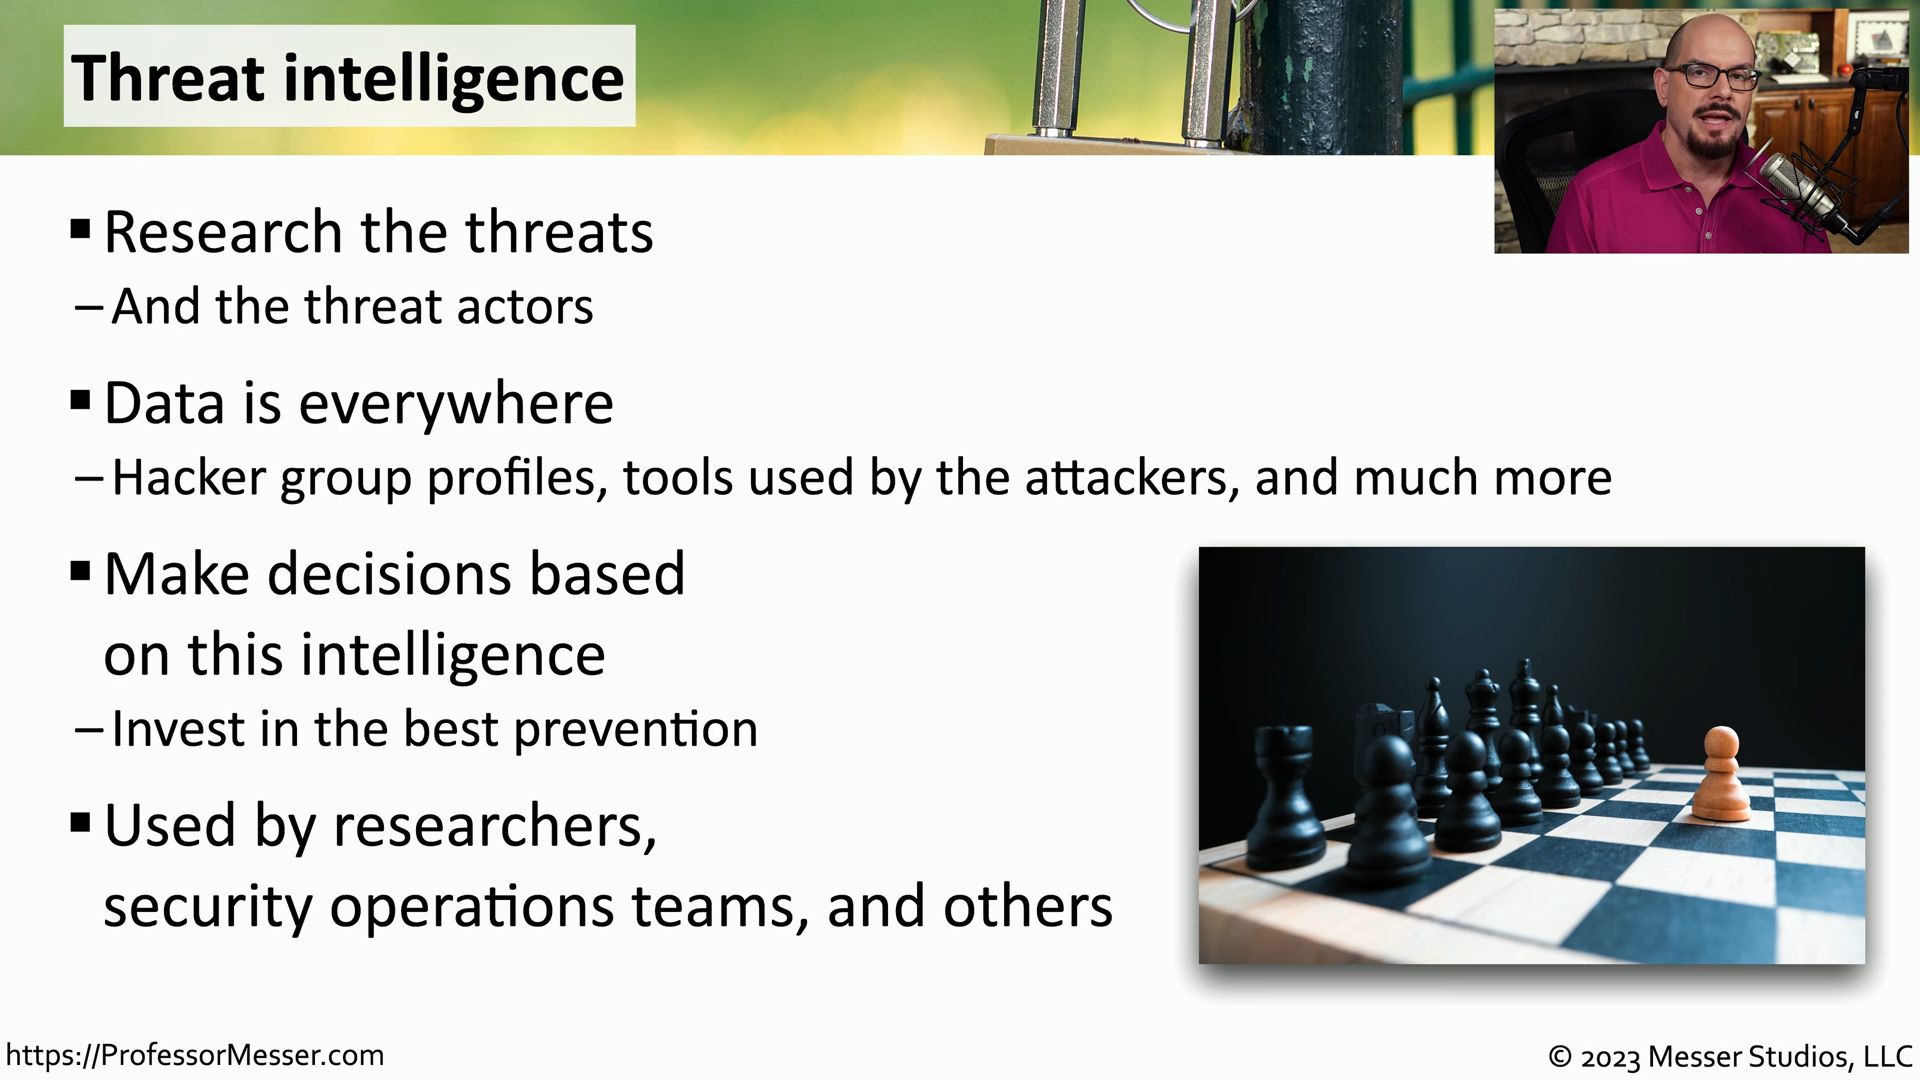 Threat intelligence
▪ Research the threats
– And the threat actors
▪ Data is everywhere
– Hacker group profiles, tools used by the attackers, and much more
▪ Make decisions based
on this intelligence
– Invest in the best prevention
▪ Used by researchers,
security operations teams, and others
https://ProfessorMesser.com
© 2023 Messer Studios, LLC